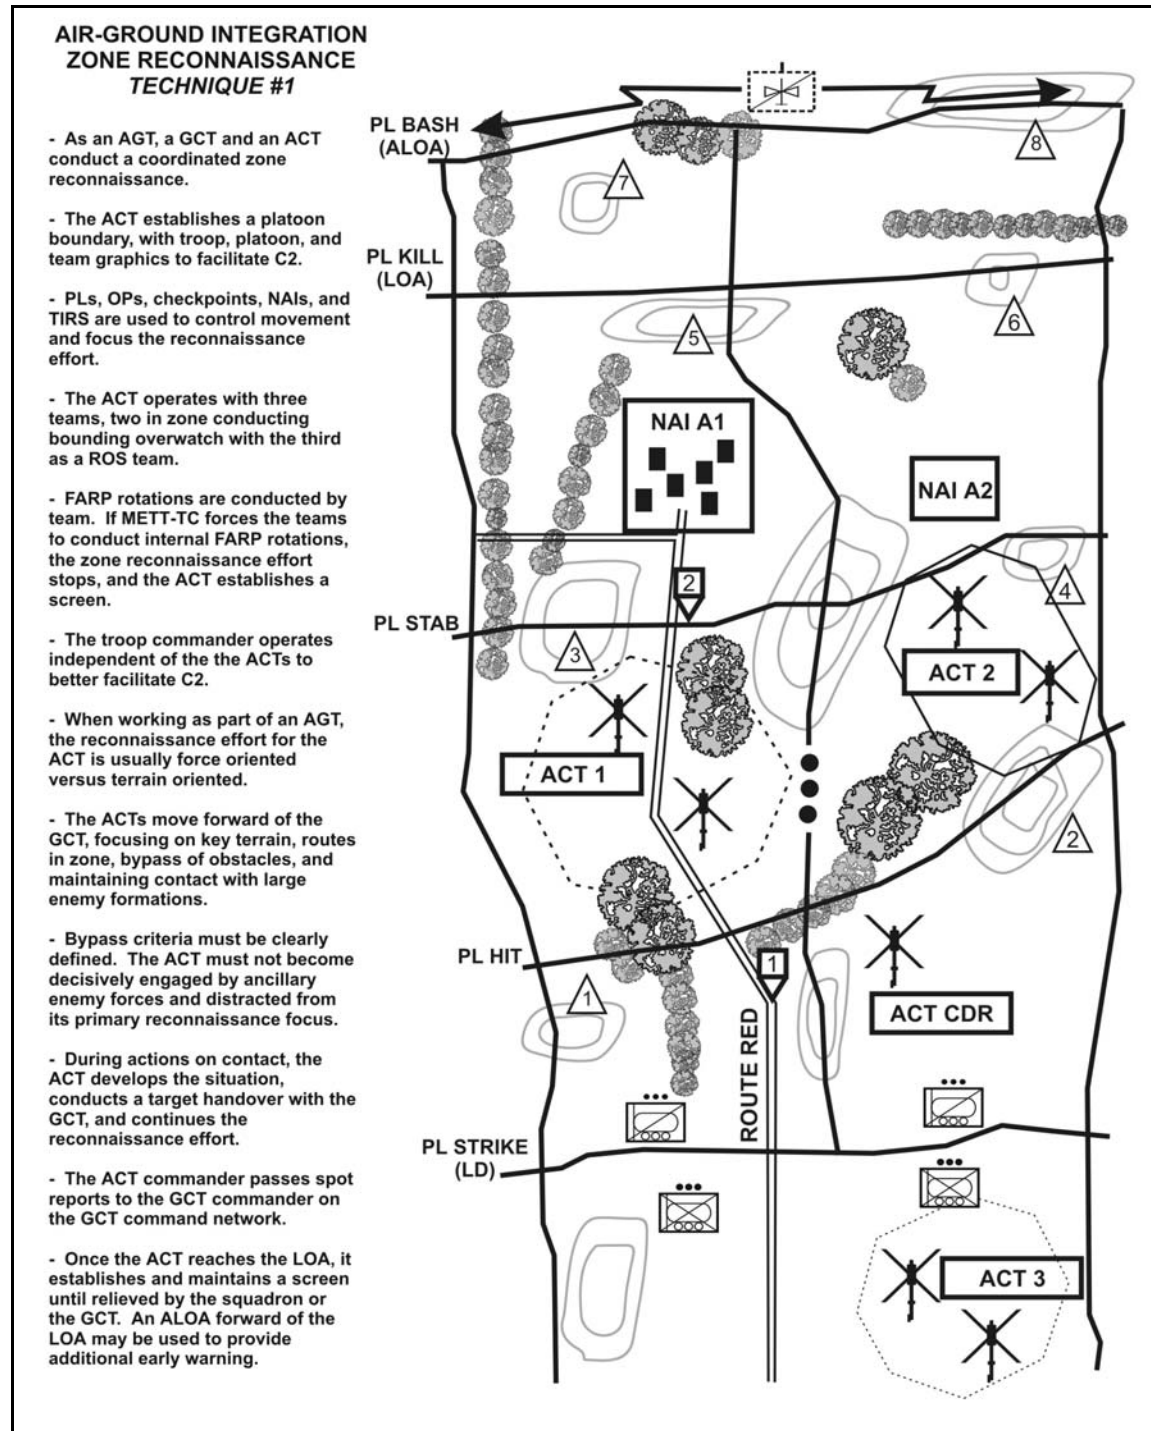 AIR-GROUND INTEGRATION
ZONE RECONNAISSANCE
TECHNIQUE #1
- As an AGT, a GCT and an ACT
conduct a coordinated zone
reconnaissance.
- The ACT establishes a platoon
boundary, with troop, platoon, and
team graphics to facilitate C2.
- PLs, OPs, checkpoints, NAIs, and
TIRS are used to control movement
and focus the reconnaissance
effort.
- The ACT operates with three
teams, two in zone conducting
bounding overwatch with the third
as a ROS team.
- FARP rotations are conducted by
team. If METT-TC forces the teams
to conduct internal FARP rotations,
the zone reconnaissance effort
stops, and the ACT establishes a
screen.
- The troop commander operates
independent of the the ACTs to
better facilitate C2.
- When working as part of an AGT,
the reconnaissance effort for the
ACT is usually force oriented
versus terrain oriented.
- The ACTs move forward of the
GCT, focusing on key terrain, routes
in zone, bypass of obstacles, and
maintaining contact with large
enemy formations.
- Bypass criteria must be clearly
defined. The ACT must not become
decisively engaged by ancillary
enemy forces and distracted from
its primary reconnaissance focus.
- During actions on contact, the
ACT develops the situation,
conducts a target handover with the
GCT, and continues the
reconnaissance effort.
- The ACT commander passes spot
reports to the GCT commander on
the GCT command network.
- Once the ACT reaches the LOA, it
establishes and maintains a screen
until relieved by the squadron or
the GCT. An ALOA forward of the
LOA may be used to provide
additional early warning.
PL BASH
(ALOA)
8
7
PL KILL
(LOA)
6
5
NAI A1
NAI A2
2
4
PL STAB
3
ACT 2
ACT 1
2
PL HIT
1
1
ACT CDR
ROUTE RED
PL STRIKE
(LD)
ACT 3